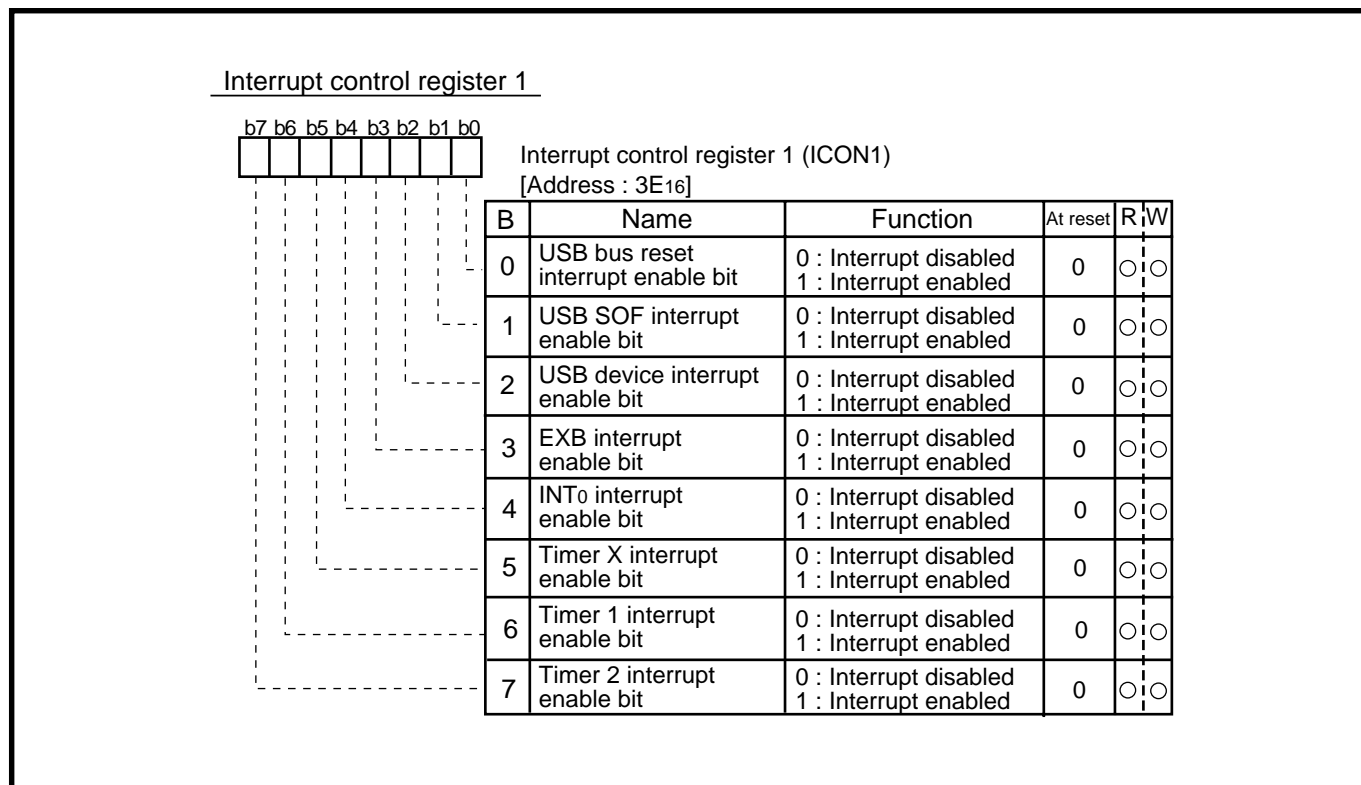 Interrupt control register 1
b7 b6 b5 b4 b3 b2 b1 b0
Interrupt control register 1 (ICON1)
[Address : 3E16]
B Name Function At reset R W
0 USB bus reset interrupt enable bit 0 : Interrupt disabled 0
1 : Interrupt enabled
1 USB SOF interrupt enable bit 0 : Interrupt disabled 0
1 : Interrupt enabled
2 USB device interrupt enable bit 0 : Interrupt disabled 0
1 : Interrupt enabled
3 EXB interrupt enable bit 0 : Interrupt disabled 0
1 : Interrupt enabled
4 INT0 interrupt enable bit 0 : Interrupt disabled 0
1 : Interrupt enabled
5 Timer X interrupt enable bit 0 : Interrupt disabled 0
1 : Interrupt enabled
6 Timer 1 interrupt enable bit 0 : Interrupt disabled 0
1 : Interrupt enabled
7 Timer 2 interrupt enable bit 0 : Interrupt disabled 0
1 : Interrupt enabled